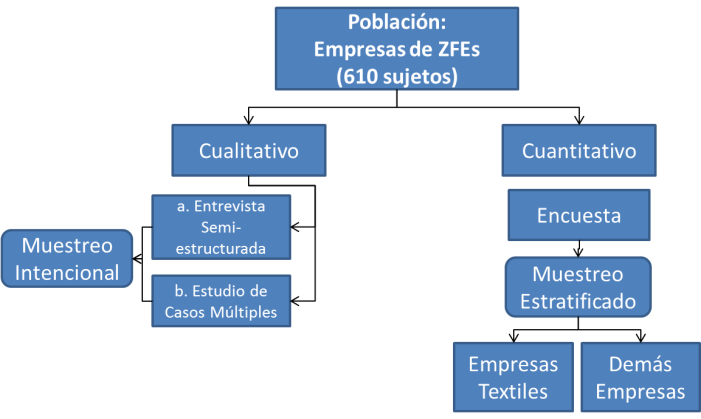 Población:
Empresas de ZFEs
(610 sujetos)
Cualitativo
Cuantitativo
a. Entrevista
Semi-
estructurada
Encuesta
Muestreo
Intencional
b. Estudio de
Casos Múltiples
Muestreo
Estratificado
Empresas
Textiles
Demás
Empresas